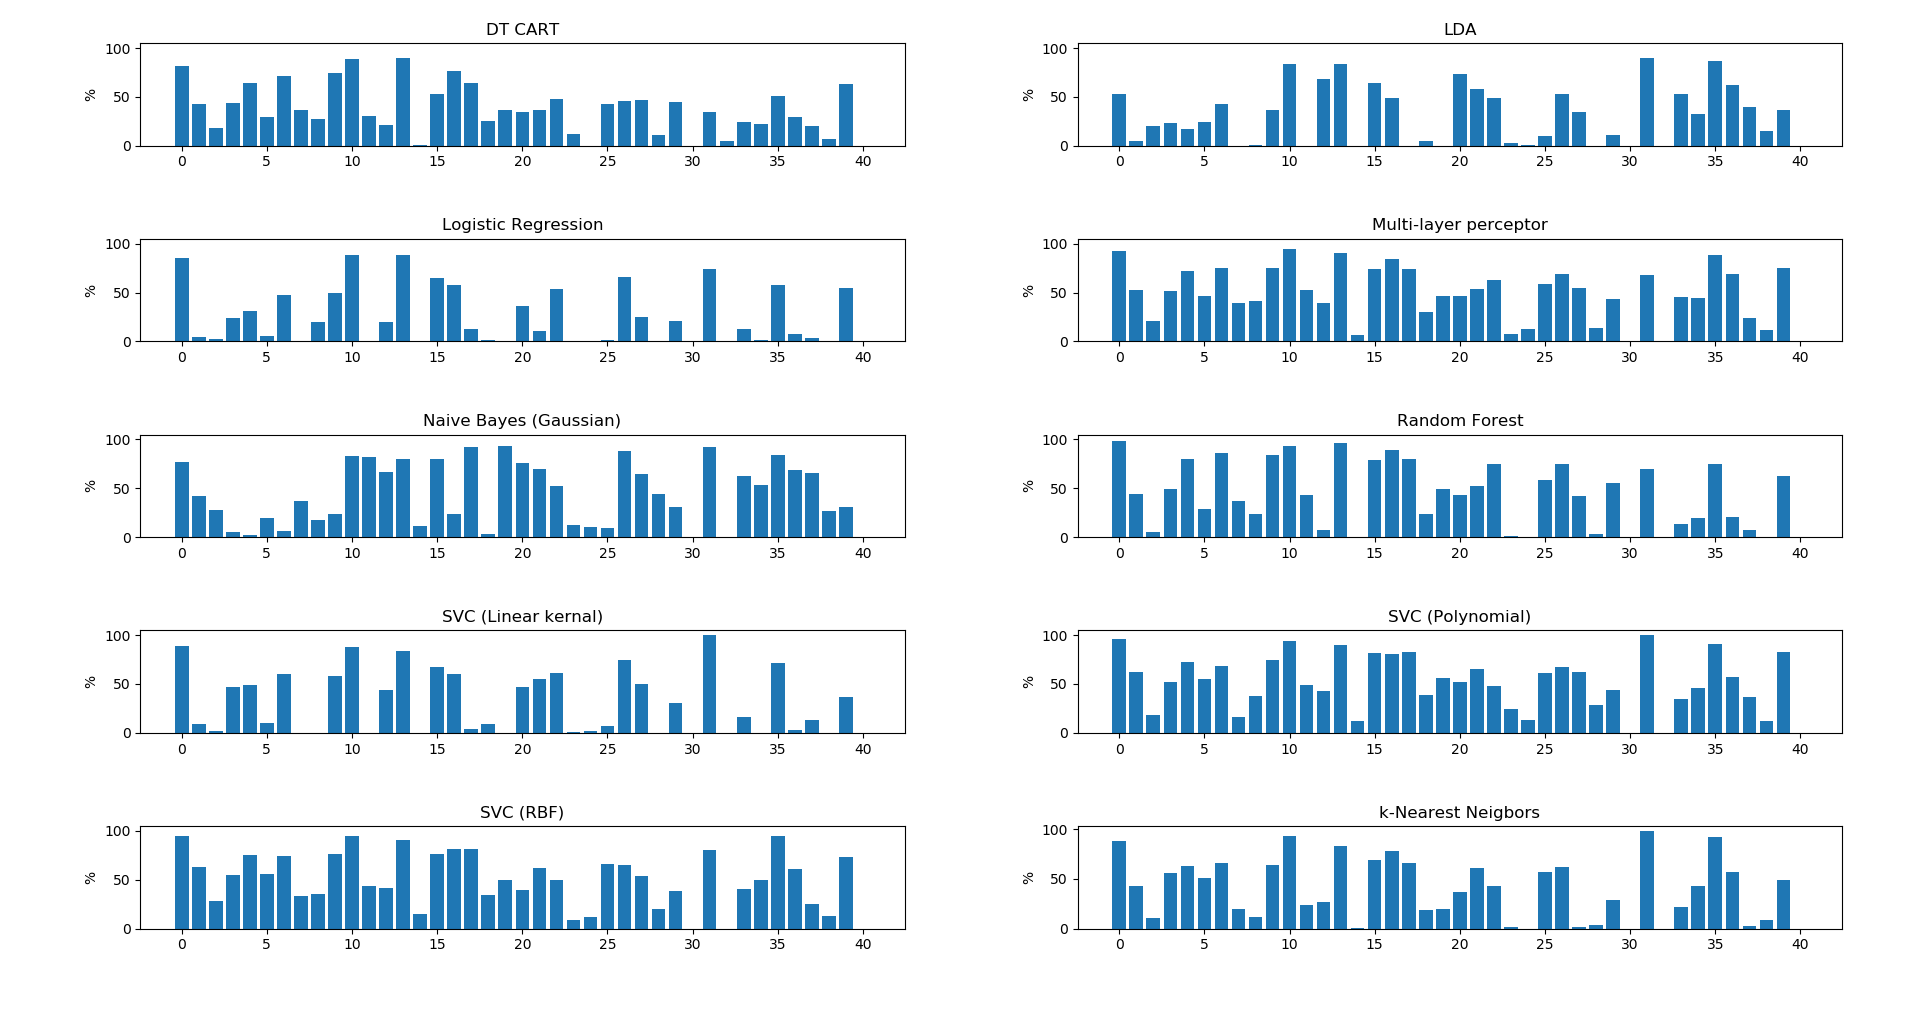 DT CART
100
50
0
%
0 5 10 15 20 25 30 35 40
LDA
100
50
0
%
0 5 10 15 20 25 30 35 40
Logistic Regression
100
50
0
%
0 5 10 15 20 25 30 35 40
Multi-layer perceptor
100
50
0
%
0 5 10 15 20 25 30 35 40
Naive Bayes (Gaussian)
100
50
0
%
0 5 10 15 20 25 30 35 40
Random Forest
100
50
0
%
0 5 10 15 20 25 30 35 40
SVC (Linear kernal)
100
50
0
%
0 5 10 15 20 25 30 35 40
SVC (Polynomial)
100
50
0
%
0 5 10 15 20 25 30 35 40
SVC (RBF)
100
50
0
%
0 5 10 15 20 25 30 35 40
k-Nearest Neigbors
100
50
0
%
0 5 10 15 20 25 30 35 40